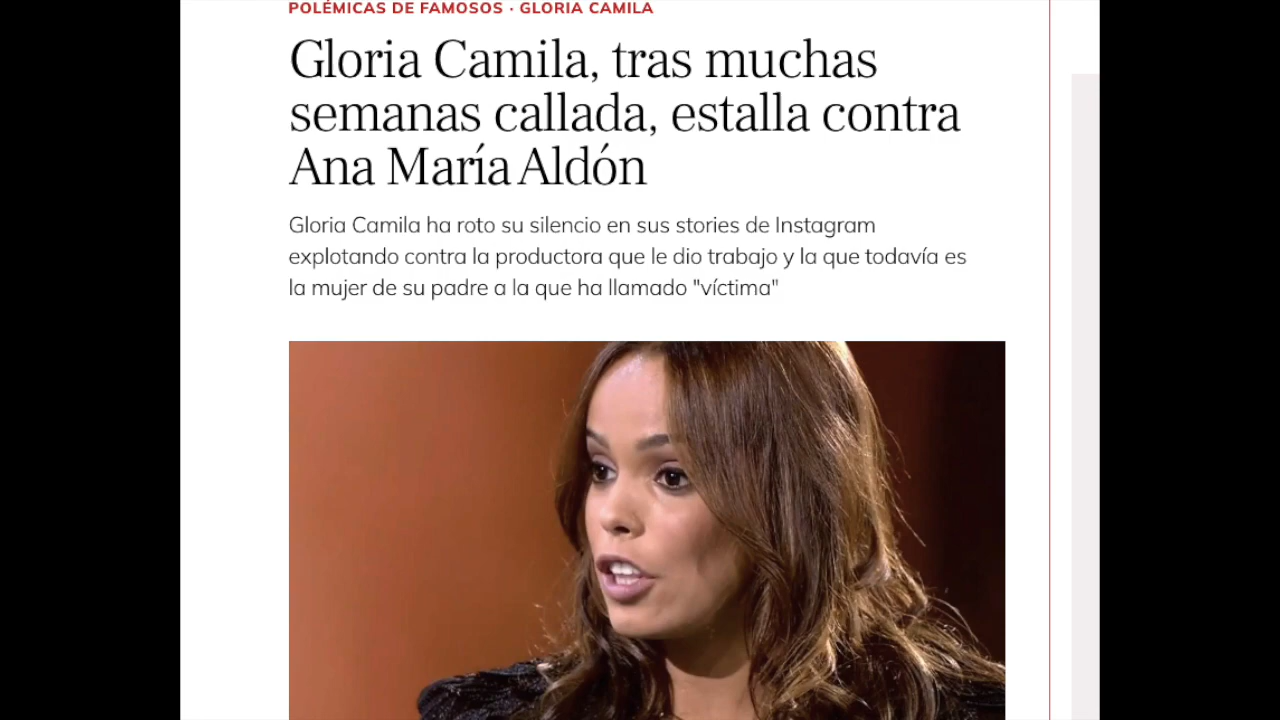 POLÉMICAS DE FAMOSOS · GLORIA CAMILA
Gloria Camila, tras muchas
semanas callada, estalla contra
Ana María Aldón
Gloria Camila ha roto su silencio en sus stories de Instagram
explotando contra la productora que le dio trabajo y la que todavía es
la mujer de su padre a la que ha llamado "víctima"